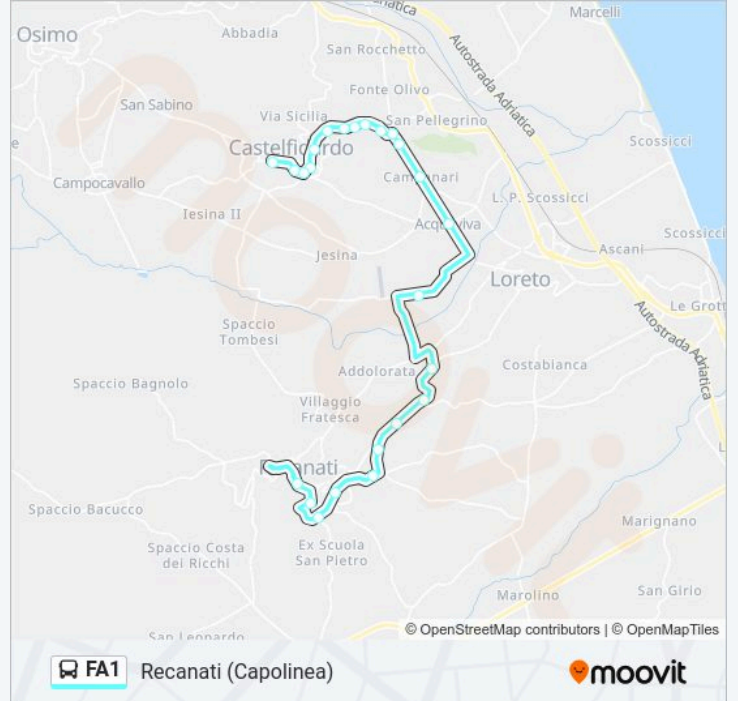 Marcelli
Osimo
Abbadia
San Rocchetto
Autostrada Adriatica
Fonte Olivo
San Sabino
Via Sicilia
San Pellegrino
Scossicci
Castelfidardo
Campocavallo
L. P. Scossicci
Iesina II
Acquaviva
Scossicci
Ascani
Jesina
Loreto
Le Grott
Spaccio
Tombesi
Autostrada Adriatica
Costabianca
Addolorata
Spaccio Bagnolo
Villaggio
Fratesca
Recanati
Spaccio Bacucco
Marignano
Ex Scuola
San Pietro
Spaccio Costa
dei Ricchi
San Girio
Marolino
San Leonardo
moovit
© OpenStreetMap contributors | © OpenMapTiles
FA1
Recanati (Capolinea)
moovit